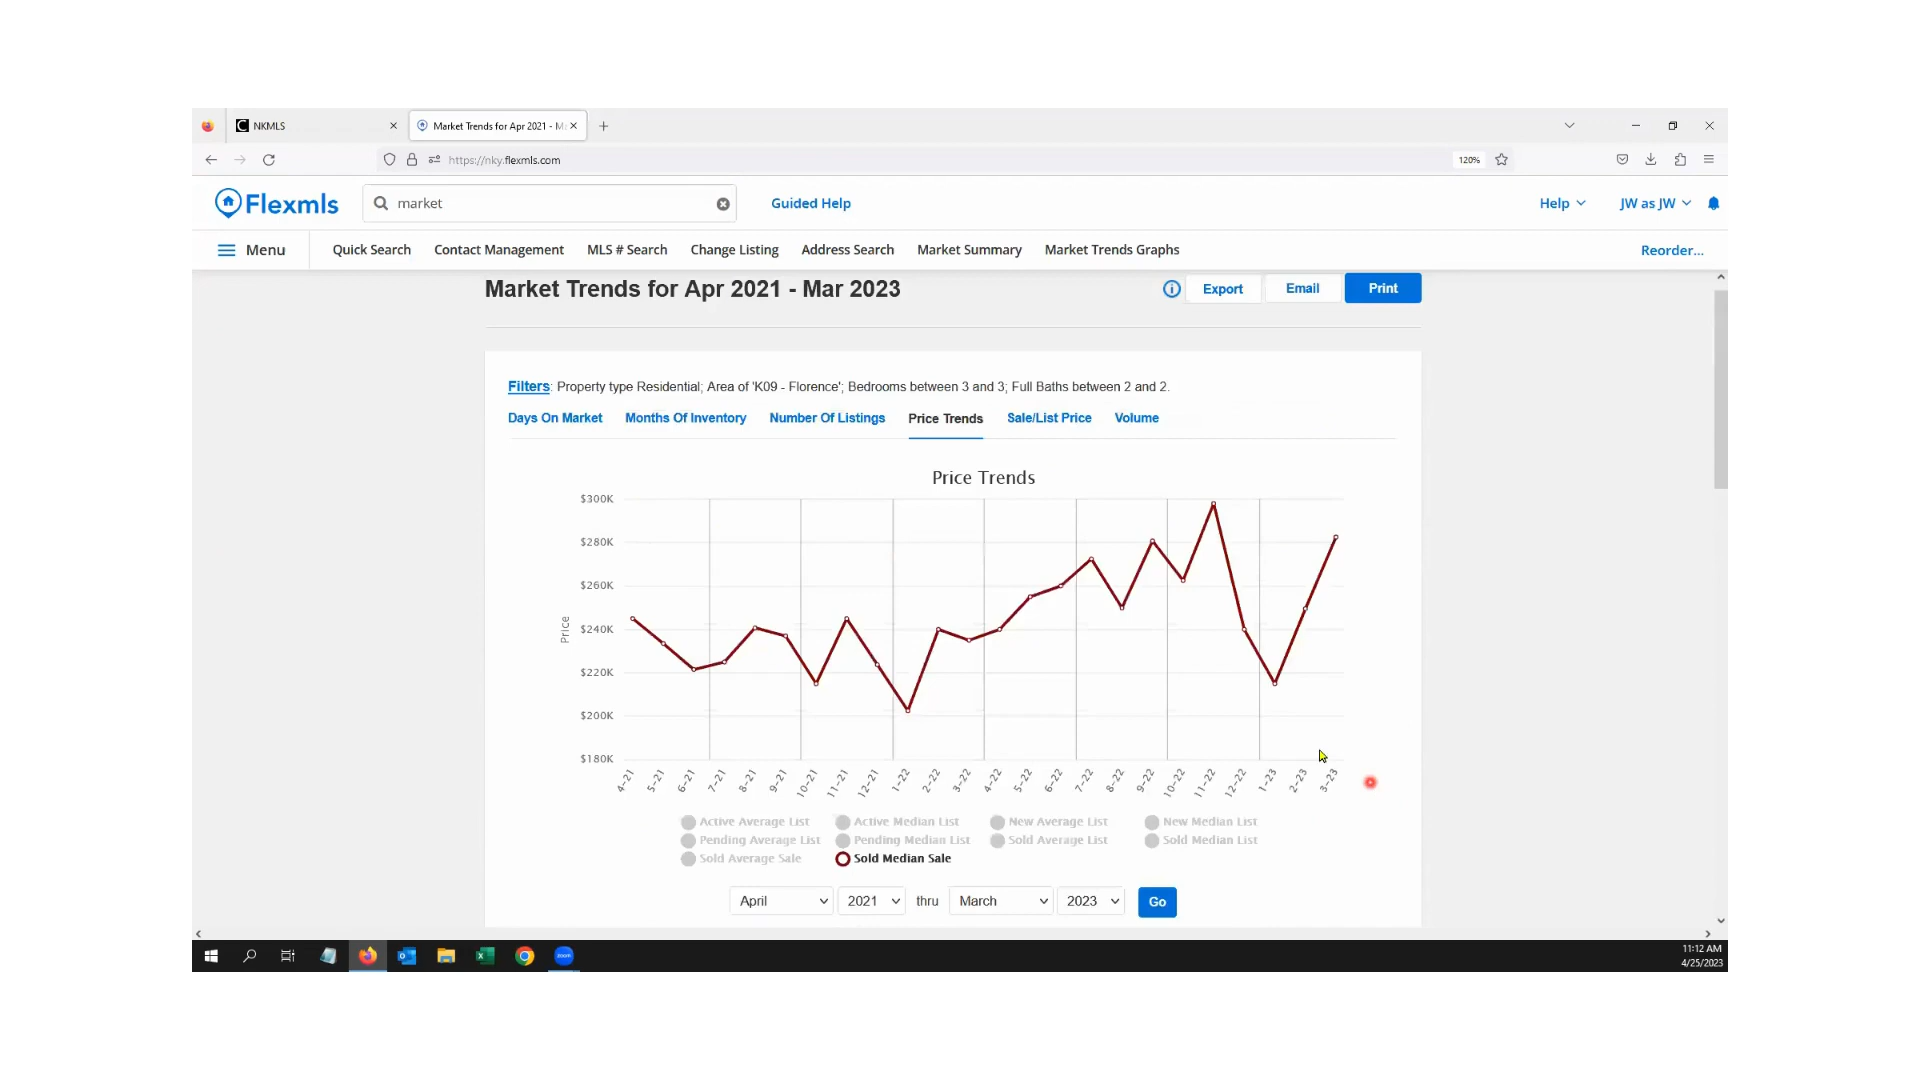 NKMLS
Market Trends for Apr 2021 - Ma
https://nky.flexmls.com
120%
Flexmls
market
Guided Help
Help
JW as JW
Menu
Quick Search
Contact Management
MLS # Search
Change Listing
Address Search
Market Summary
Market Trends Graphs
Reorder...
Market Trends for Apr 2021 - Mar 2023
Export
Email
Print
Filters: Property type Residential; Area of 'K09 - Florence'; Bedrooms between 3 and 3; Full Baths between 2 and 2.
Days On Market
Months Of Inventory
Number Of Listings
Price Trends
Sale/List Price
Volume
Price Trends
$300K
$280K
$260K
$240K
$220K
$200K
$180K
Price
4-21
5-21
6-21
7-21
8-21
9-21
10-21
11-21
12-21
1-22
2-22
3-22
4-22
5-22
6-22
7-22
8-22
9-22
10-22
11-22
12-22
1-23
2-23
3-23
Active Average List
Active Median List
New Average List
New Median List
Pending Average List
Pending Median List
Sold Average List
Sold Median List
Sold Average Sale
Sold Median Sale
April
2021
thru
March
2023
Go
zoom
11:12 AM
4/25/2023